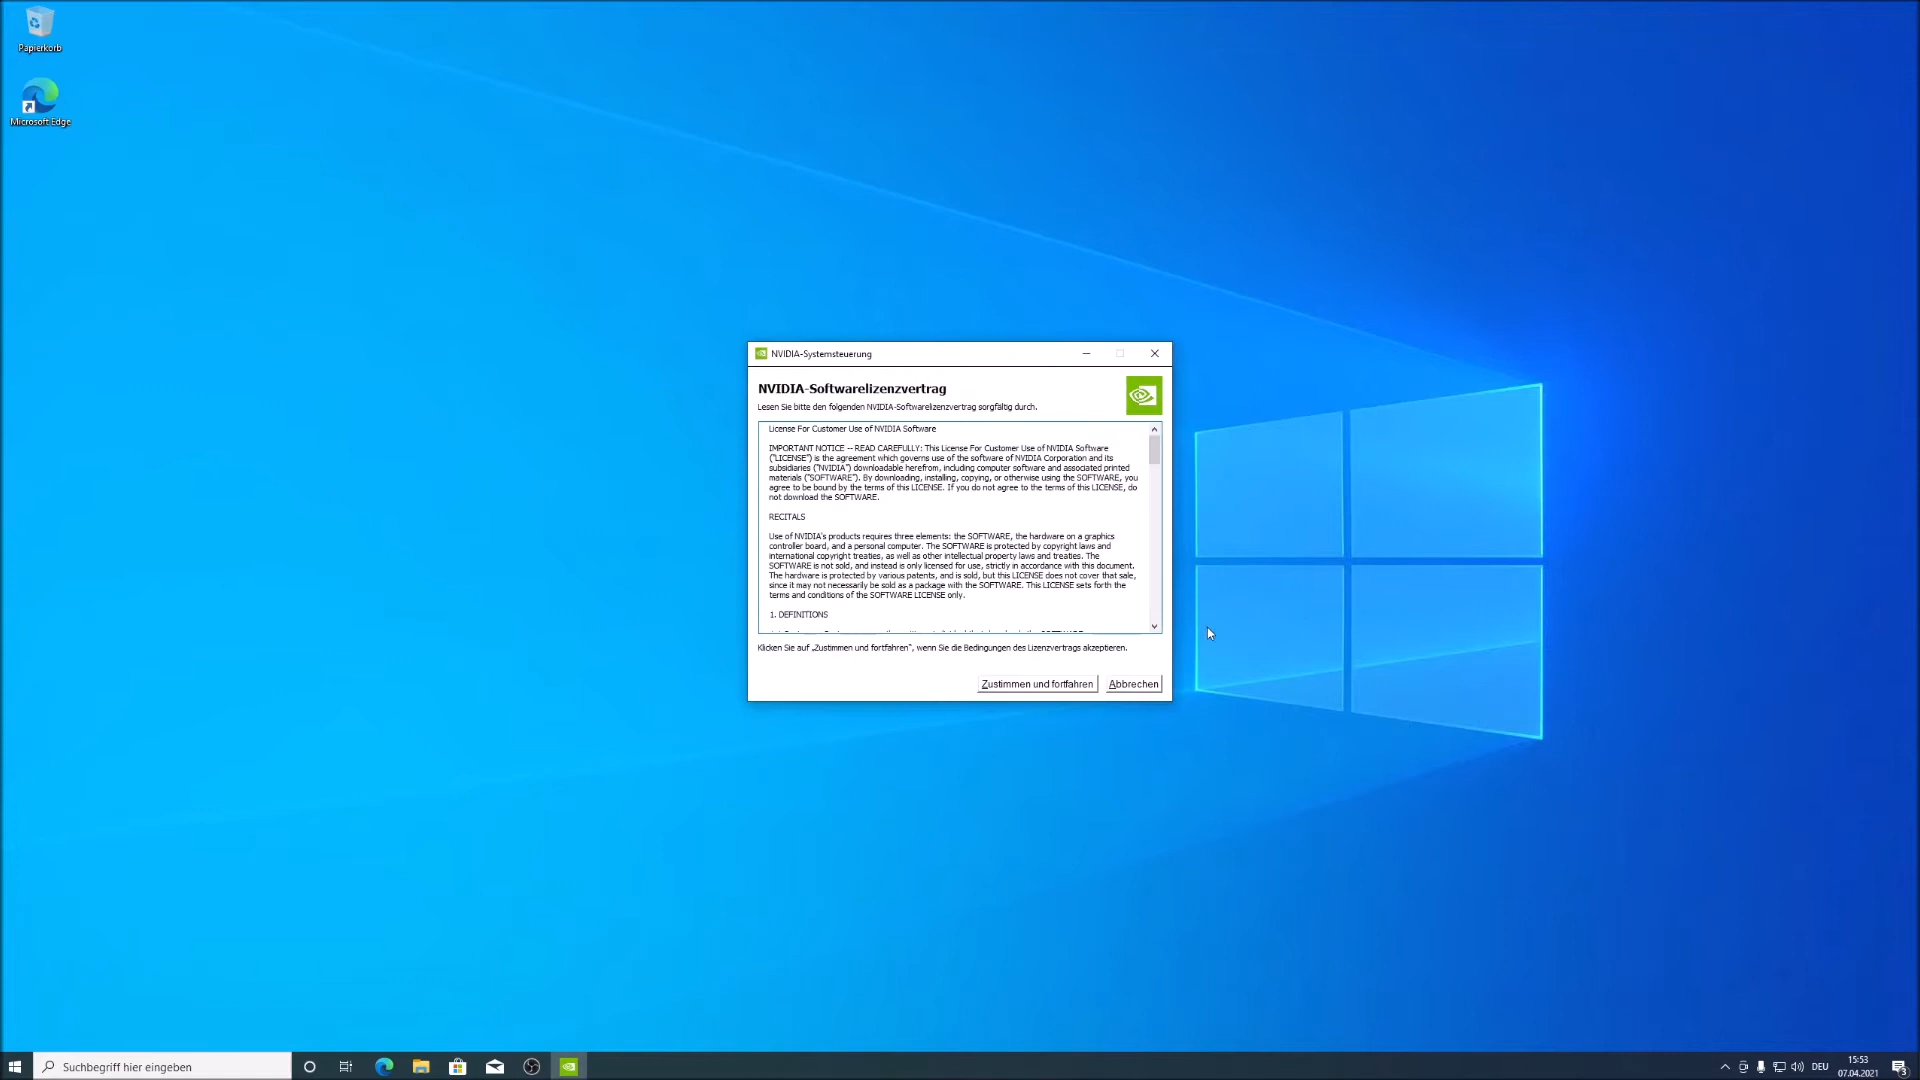 Papierkorb
Microsoft Edge
NVIDIA-Systemsteuerung
NVIDIA-Softwarelizenzvertrag
Lesen Sie bitte den folgenden NVIDIA-Softwarelizenzvertrag sorgfältig durch.
License For Customer Use of NVIDIA Software
IMPORTANT NOTICE -- READ CAREFULLY: This License For Customer Use of NVIDIA Software
("LICENSE") is the agreement which governs use of the software of NVIDIA Corporation and its
subsidiaries ("NVIDIA") downloadable herefrom, including computer software and associated printed
materials ("SOFTWARE"). By downloading, installing, copying, or otherwise using the SOFTWARE, you
agree to be bound by the terms of this LICENSE. If you do not agree to the terms of this LICENSE, do
not download the SOFTWARE.
RECITALS
Use of NVIDIA's products requires three elements: the SOFTWARE, the hardware on a graphics
controller board, and a personal computer. The SOFTWARE is protected by copyright laws and
international copyright treaties, as well as other intellectual property laws and treaties. The
SOFTWARE is not sold, and instead is only licensed for use, strictly in accordance with this document.
The hardware is protected by various patents, and is sold, but this LICENSE does not cover that sale,
since it may not necessarily be sold as a package with the SOFTWARE. This LICENSE sets forth the
terms and conditions of the SOFTWARE LICENSE only.
1. DEFINITIONS
Klicken Sie auf „Zustimmen und fortfahren", wenn Sie die Bedingungen des Lizenzvertrags akzeptieren.
Zustimmen und fortfahren Abbrechen
Suchbegriff hier eingeben
DEU
15:53
07.04.2021
3